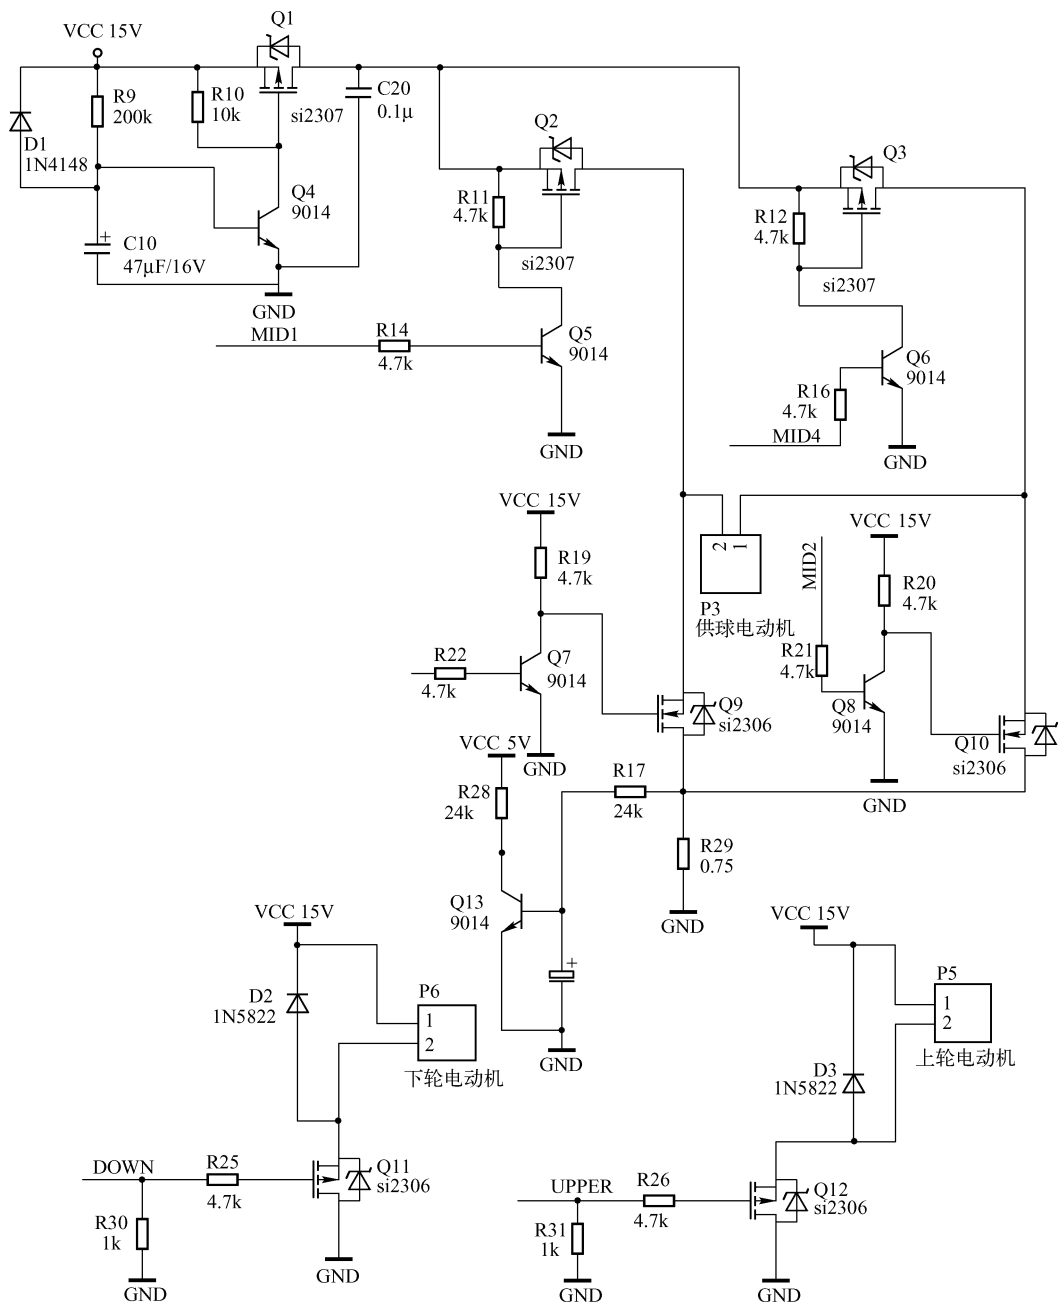 VCC 15V
Q1
R9
200k
R10
10k
si2307
C20
0.1μ
D1
1N4148
Q2
Q3
Q4
9014
R11
4.7k
R12
4.7k
+
C10
47μF/16V
si2307
si2307
GND
MID1
R14
4.7k
Q5
9014
Q6
9014
R16
4.7k
MID4
GND
GND
VCC 15V
VCC 15V
R19
4.7k
2
1
MID2
R20
4.7k
P3
供球电动机
R22
4.7k
Q7
9014
R21
4.7k
Q8
9014
Q9
si2306
Q10
si2306
VCC 5V
GND
R17
24k
GND
R28
24k
R29
0.75
Q13
9014
GND
VCC 15V
VCC 15V
+
P5
1
2
D2
1N5822
P6
1
2
上轮电动机
GND
下轮电动机
D3
1N5822
DOWN
R25
4.7k
Q11
si2306
UPPER
R26
4.7k
Q12
si2306
R30
1k
R31
1k
GND
GND
GND
GND